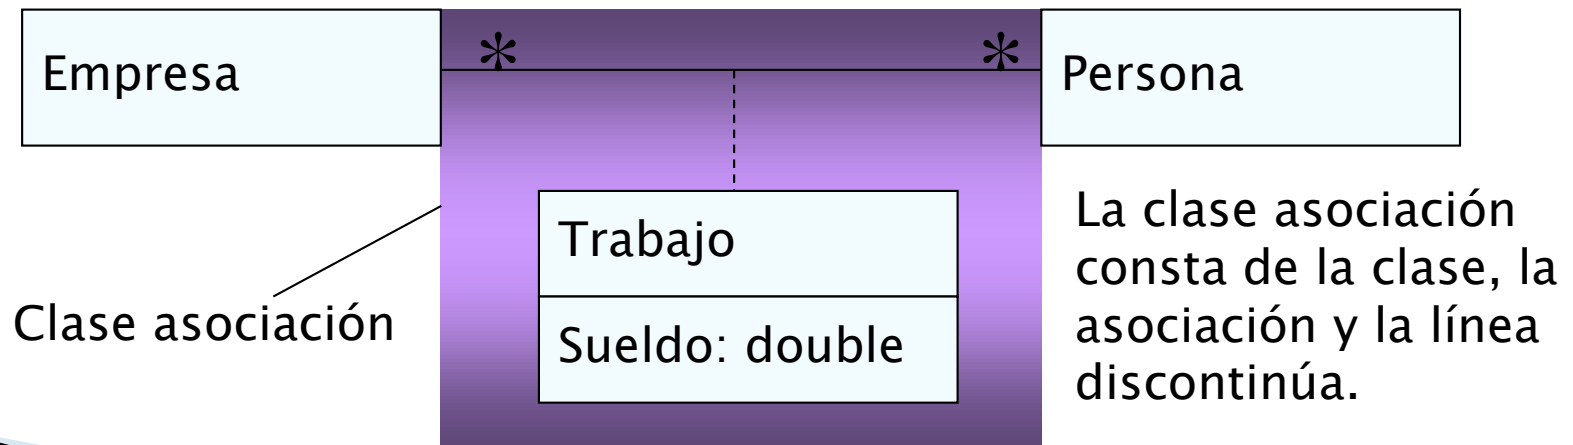 Empresa
*
*
Persona
Trabajo
Sueldo: double
Clase asociación
La clase asociación
consta de la clase, la
asociación y la línea
discontinúa.